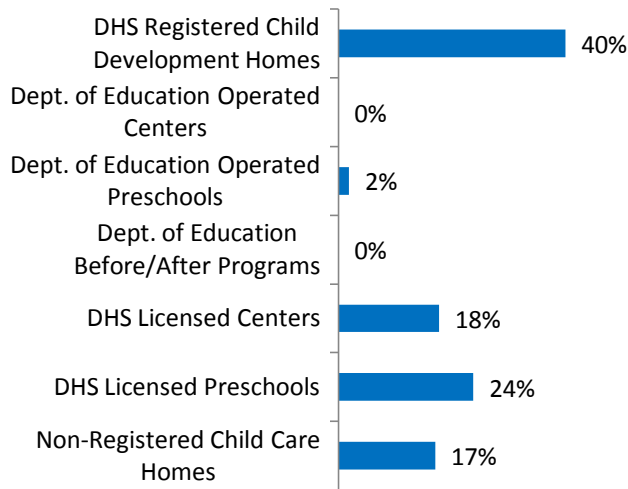 DHS Registered Child
Development Homes
40%
Dept. of Education Operated
Centers
0%
Dept. of Education Operated
Preschools
2%
Dept. of Education
Before/After Programs
0%
DHS Licensed Centers
18%
DHS Licensed Preschools
24%
Non-Registered Child Care
Homes
17%